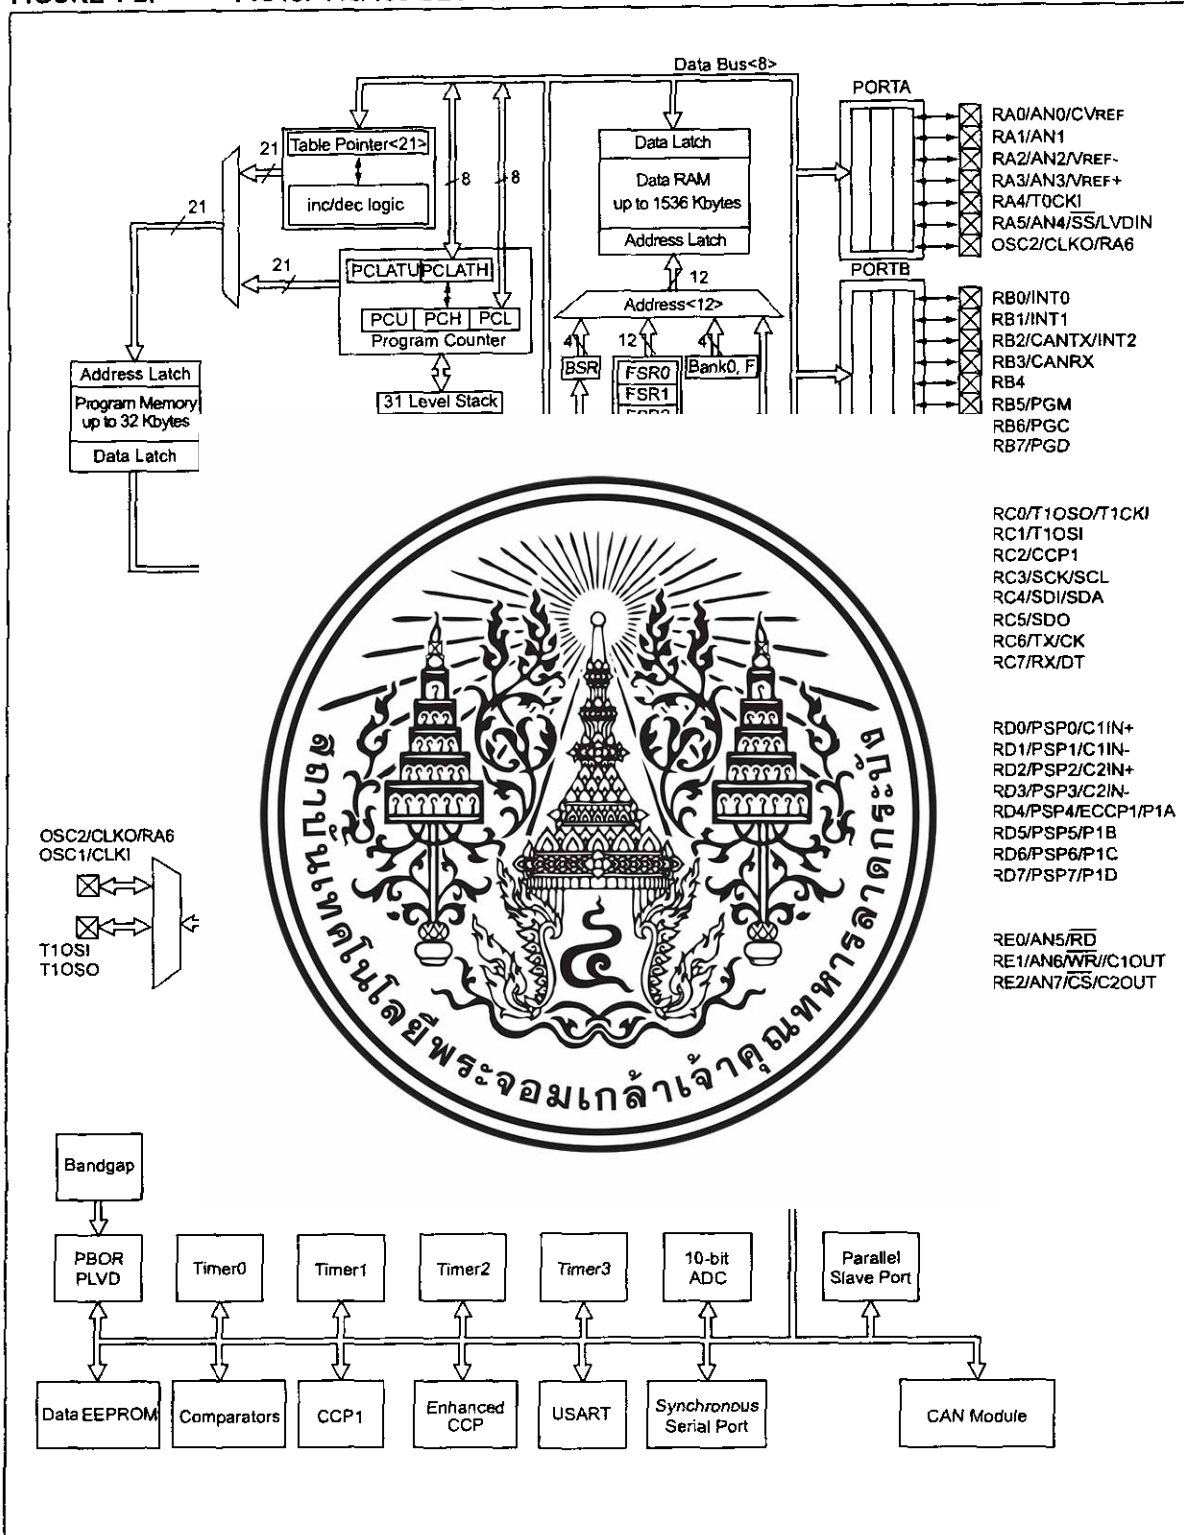 Data Bus<8>
PORTA
RA0/AN0/CVREF
RA1/AN1
RA2/AN2/VREF-
RA3/AN3/VREF+
RA4/T0CKI
RA5/AN4/SS/LVDIN
OSC2/CLKO/RA6
Table Pointer<21>
inc/dec logic
21
8
8
21
21
Data Latch
Data RAM
up to 1536 Kbytes
Address Latch
12
Address<12>
PCLATU PCLATH
PCU PCH PCL
Program Counter
31 Level Stack
4
12
4
BSR
FSR0
FSR1
Bank0, F
PORTB
RB0/INT0
RB1/INT1
RB2/CANTX/INT2
RB3/CANRX
RB4
RB5/PGM
RB6/PGC
RB7/PGD
Address Latch
Program Memory
up to 32 Kbytes
Data Latch
RC0/T1OSO/T1CKI
RC1/T1OSI
RC2/CCP1
RC3/SCK/SCL
RC4/SDI/SDA
RC5/SDO
RC6/TX/CK
RC7/RX/DT
RD0/PSP0/C1IN+
RD1/PSP1/C1IN-
RD2/PSP2/C2IN+
RD3/PSP3/C2IN-
RD4/PSP4/ECCP1/P1A
RD5/PSP5/P1B
RD6/PSP6/P1C
RD7/PSP7/P1D
RE0/AN5/RD
RE1/AN6/WR//C1OUT
RE2/AN7/CS/C2OUT
สถาบันเทคโนโลยีพระจอมเกล้าเจ้าคุณทหารลาดกระบัง
OSC2/CLKO/RA6
OSC1/CLKI
T1OSI
T1OSO
Bandgap
PBOR
PLVD
Timer0
Timer1
Timer2
Timer3
10-bit
ADC
Parallel
Slave Port
Data EEPROM
Comparators
CCP1
Enhanced
CCP
USART
Synchronous
Serial Port
CAN Module